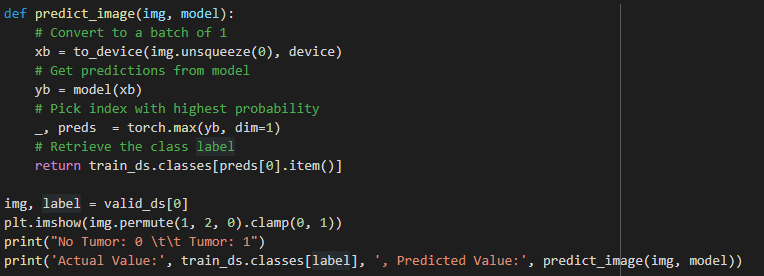 def predict_image(img, model):
    # Convert to a batch of 1
    xb = to_device(img.unsqueeze(0), device)
    # Get predictions from model
    yb = model(xb)
    # Pick index with highest probability
    _, preds  = torch.max(yb, dim=1)
    # Retrieve the class label
    return train_ds.classes[preds[0].item()]

img, label = valid_ds[0]
plt.imshow(img.permute(1, 2, 0).clamp(0, 1))
print("No Tumor: 0 \t\t Tumor: 1")
print('Actual Value:', train_ds.classes[label], ', Predicted Value:', predict_image(img, model))